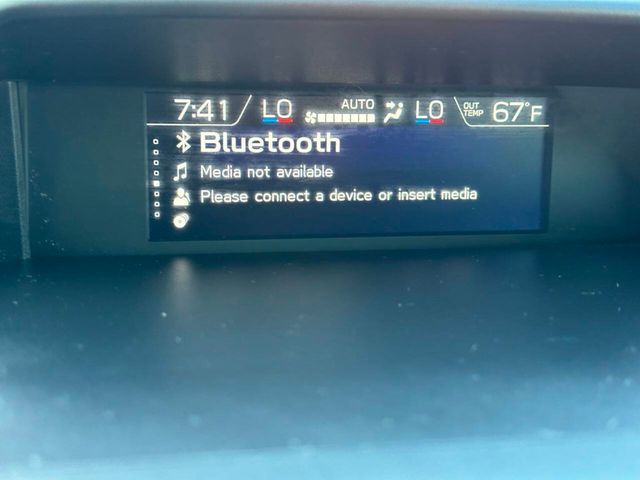 7:41 LO AUTO LO OUT TEMP 67°F
Bluetooth
Media not available
Please connect a device or insert media